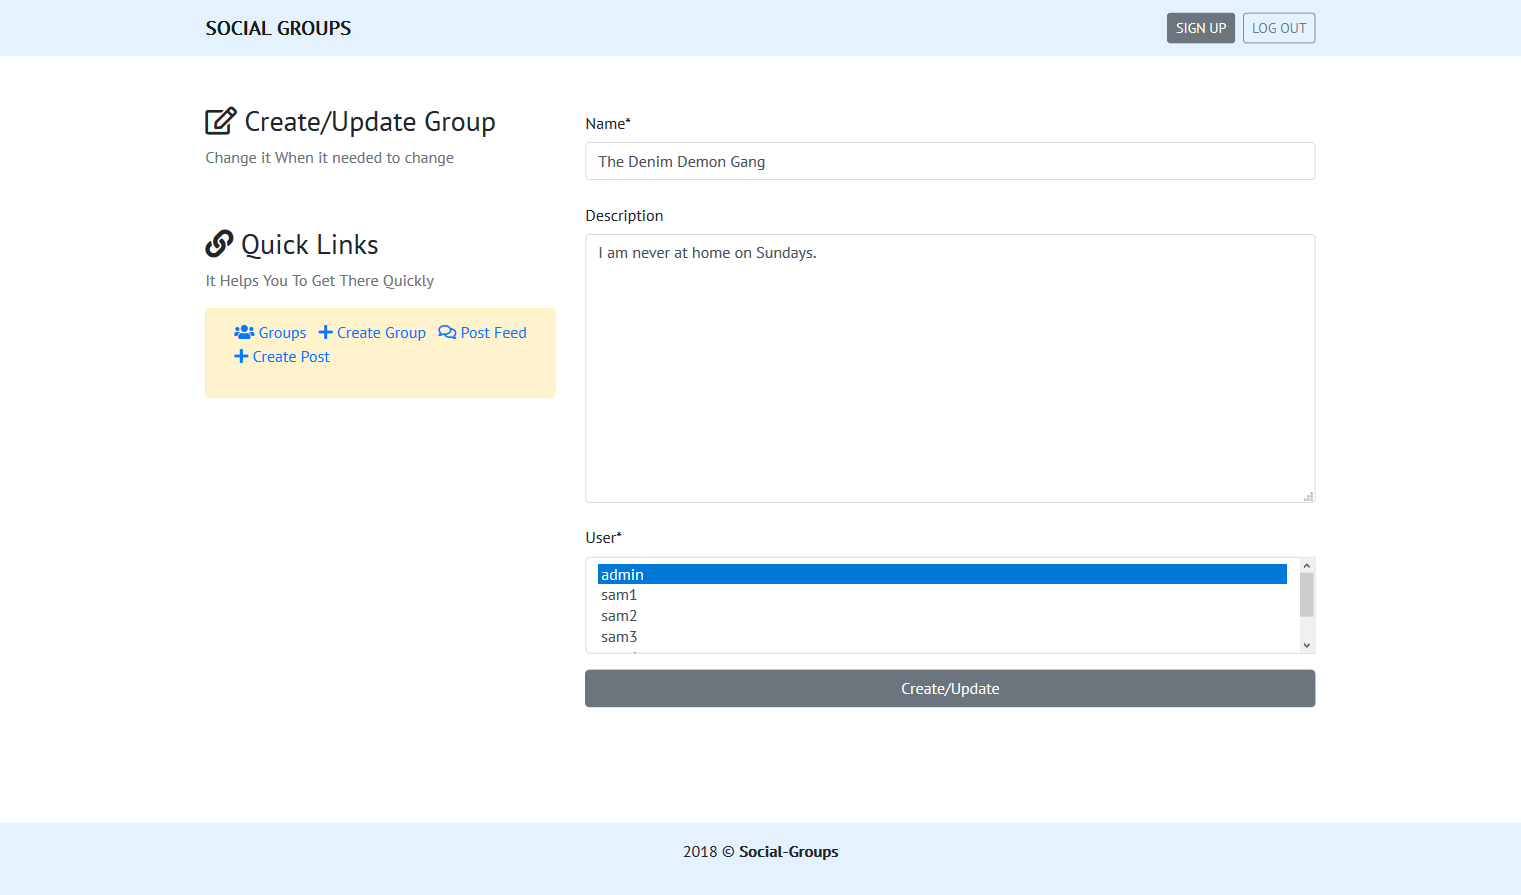 SOCIAL GROUPS
SIGN UP
LOG OUT
Create/Update Group
Change it When it needed to change
Quick Links
It Helps You To Get There Quickly
Groups
Create Group
Post Feed
Create Post
Name*
The Denim Demon Gang
Description
I am never at home on Sundays.
User*
admin
sam1
sam2
sam3
Create/Update
2018 © Social-Groups